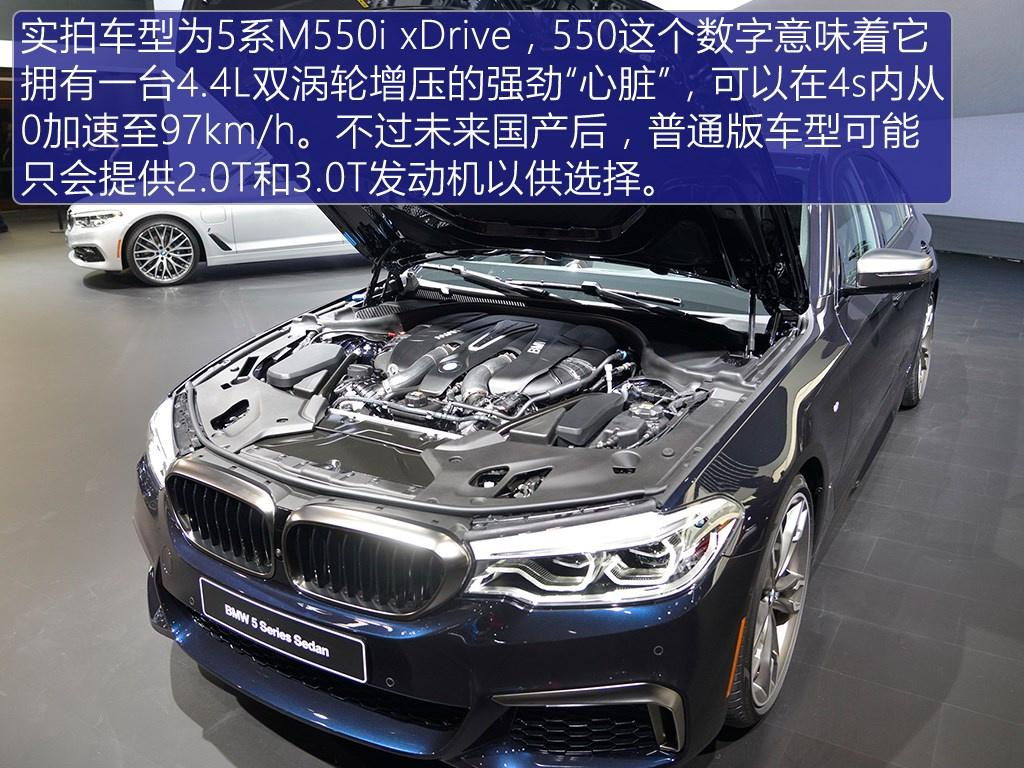 实拍车型为5系M550i xDrive，550这个数字意味着它
拥有一台4.4L双涡轮增压的强劲“心脏”，可以在4s内从
0加速至97km/h。不过未来国产后，普通版车型可能
只会提供2.0T和3.0T发动机以供选择。
BMW
BMW 5 Series Sedan